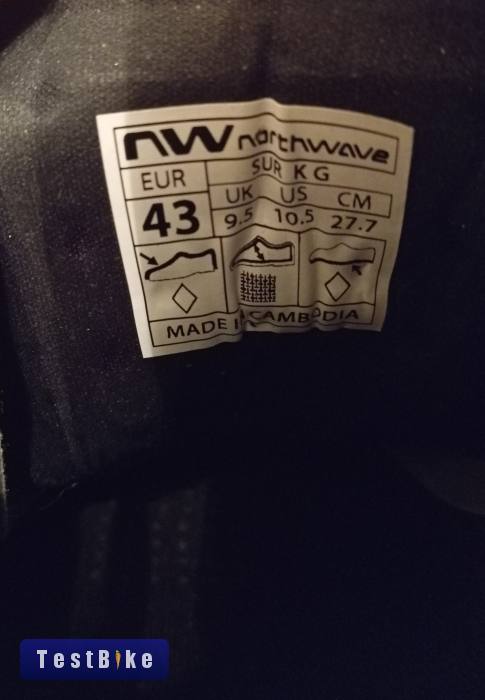 nw northwave
EUR
SUR KG
43
UK US CM
9.5 10.5 27.7
MADE IN CAMBODIA
TestBike